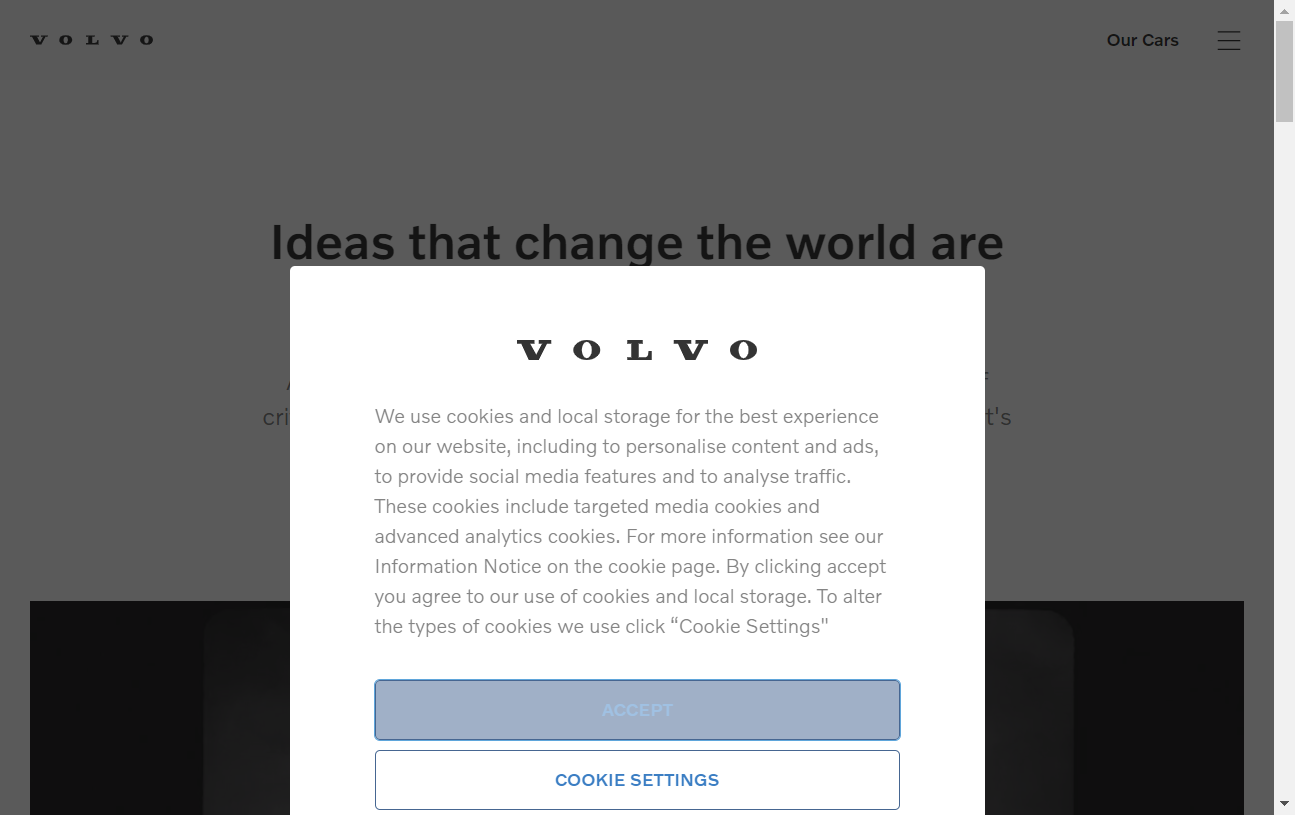 VOLVO
Our Cars
Ideas that change the world are
cri
t's
VOLVO
We use cookies and local storage for the best experience
on our website, including to personalise content and ads,
to provide social media features and to analyse traffic.
These cookies include targeted media cookies and
advanced analytics cookies. For more information see our
Information Notice on the cookie page. By clicking accept
you agree to our use of cookies and local storage. To alter
the types of cookies we use click “Cookie Settings"
ACCEPT
COOKIE SETTINGS